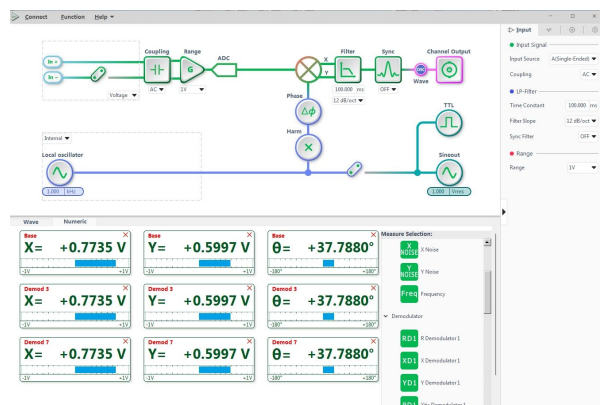 Connect Function Help
Input
In +
In −
Voltage
Coupling
AC
Range
G
1V
ADC
X
Y
Filter
100.000 ms
12 dB/oct
Sync
OFF
Wave
Channel Output
Phase
Δϕ
Harm
×
TTL
Internal
Local oscillator
1.000 kHz
Sineout
1.000 Vrms
Input Signal
Input Source A(Single-Ended)
Coupling AC
LP-Filter
Time Constant 100.000 ms
Filter Slope 12 dB/oct
Sync Filter OFF
Range
Range 1V
Wave Numeric
Base Base Base
X= +0.7735 V Y= +0.5997 V θ= +37.7880°
-1V +1V -1V +1V -180° +180°
Demod 3 Demod 3 Demod 3
X= +0.7735 V Y= +0.5997 V θ= +37.7880°
-1V +1V -1V +1V -180° +180°
Demod 7 Demod 7 Demod 7
X= +0.7735 V Y= +0.5997 V θ= +37.7880°
-1V +1V -1V +1V -180° +180°
Measure Selection:
X NOISE X Noise
Y NOISE Y Noise
Freq Frequency
Demodulator
RD1 R Demodulator1
XD1 X Demodulator1
YD1 Y Demodulator1